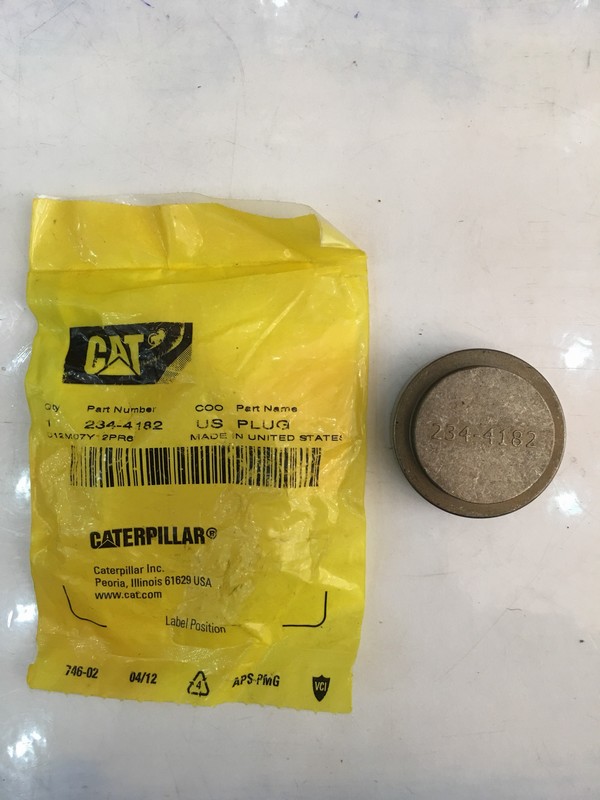 CAT
Qty Part Number COO Part Name
1 234-4182 US PLUG
MADE IN UNITED STATES
CATERPILLAR®
Caterpillar Inc.
Peoria, Illinois 61629 USA
www.cat.com
Label Position
746-02 04/12 4 APS-PMG VCI
234-4182